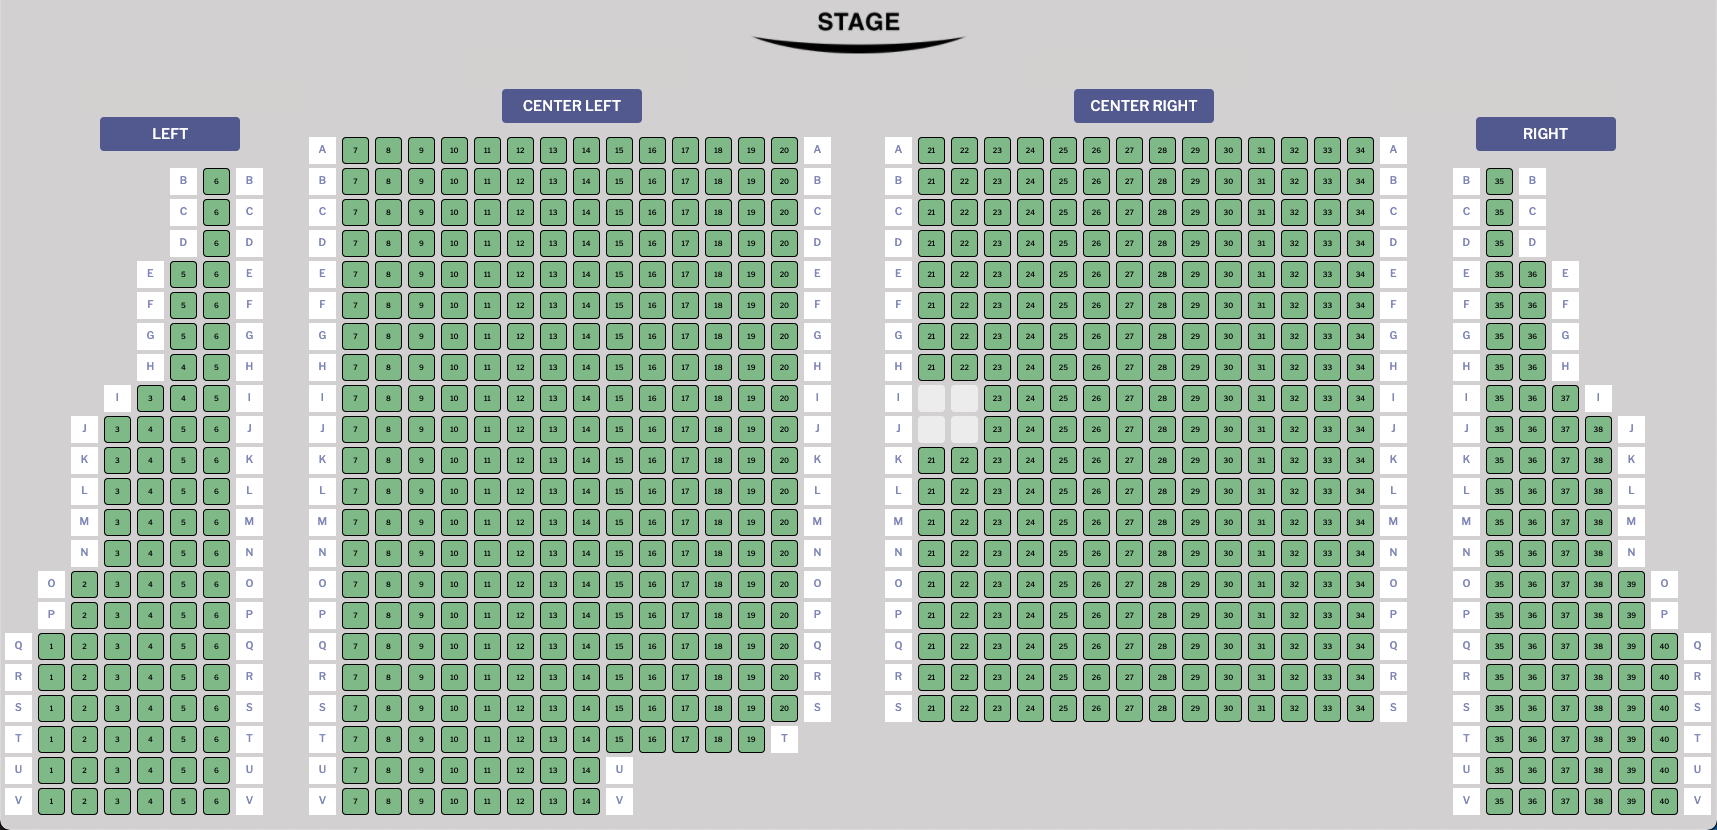 STAGE
CENTER LEFT CENTER RIGHT
LEFT RIGHT
A 7 8 9 10 11 12 13 14 15 16 17 18 19 20 A A 21 22 23 24 25 26 27 28 29 30 31 32 33 34 A
B 6 B B 7 8 9 10 11 12 13 14 15 16 17 18 19 20 B B 21 22 23 24 25 26 27 28 29 30 31 32 33 34 B B 35 B
C 6 C C 7 8 9 10 11 12 13 14 15 16 17 18 19 20 C C 21 22 23 24 25 26 27 28 29 30 31 32 33 34 C C 35 C
D 6 D D 7 8 9 10 11 12 13 14 15 16 17 18 19 20 D D 21 22 23 24 25 26 27 28 29 30 31 32 33 34 D D 35 D
E 5 6 E E 7 8 9 10 11 12 13 14 15 16 17 18 19 20 E E 21 22 23 24 25 26 27 28 29 30 31 32 33 34 E E 35 36 E
F 5 6 F F 7 8 9 10 11 12 13 14 15 16 17 18 19 20 F F 21 22 23 24 25 26 27 28 29 30 31 32 33 34 F F 35 36 F
G 5 6 G G 7 8 9 10 11 12 13 14 15 16 17 18 19 20 G G 21 22 23 24 25 26 27 28 29 30 31 32 33 34 G G 35 36 G
H 4 5 H H 7 8 9 10 11 12 13 14 15 16 17 18 19 20 H H 21 22 23 24 25 26 27 28 29 30 31 32 33 34 H H 35 36 H
I 3 4 5 I I 7 8 9 10 11 12 13 14 15 16 17 18 19 20 I I 23 24 25 26 27 28 29 30 31 32 33 34 I I 35 36 37 I
J 3 4 5 6 J J 7 8 9 10 11 12 13 14 15 16 17 18 19 20 J J 23 24 25 26 27 28 29 30 31 32 33 34 J J 35 36 37 38 J
K 3 4 5 6 K K 7 8 9 10 11 12 13 14 15 16 17 18 19 20 K K 21 22 23 24 25 26 27 28 29 30 31 32 33 34 K K 35 36 37 38 K
L 3 4 5 6 L L 7 8 9 10 11 12 13 14 15 16 17 18 19 20 L L 21 22 23 24 25 26 27 28 29 30 31 32 33 34 L L 35 36 37 38 L
M 3 4 5 6 M M 7 8 9 10 11 12 13 14 15 16 17 18 19 20 M M 21 22 23 24 25 26 27 28 29 30 31 32 33 34 M M 35 36 37 38 M
N 3 4 5 6 N N 7 8 9 10 11 12 13 14 15 16 17 18 19 20 N N 21 22 23 24 25 26 27 28 29 30 31 32 33 34 N N 35 36 37 38 N
O 2 3 4 5 6 O O 7 8 9 10 11 12 13 14 15 16 17 18 19 20 O O 21 22 23 24 25 26 27 28 29 30 31 32 33 34 O O 35 36 37 38 39 O
P 2 3 4 5 6 P P 7 8 9 10 11 12 13 14 15 16 17 18 19 20 P P 21 22 23 24 25 26 27 28 29 30 31 32 33 34 P P 35 36 37 38 39 P
Q 1 2 3 4 5 6 Q Q 7 8 9 10 11 12 13 14 15 16 17 18 19 20 Q Q 21 22 23 24 25 26 27 28 29 30 31 32 33 34 Q Q 35 36 37 38 39 40 Q
R 1 2 3 4 5 6 R R 7 8 9 10 11 12 13 14 15 16 17 18 19 20 R R 21 22 23 24 25 26 27 28 29 30 31 32 33 34 R R 35 36 37 38 39 40 R
S 1 2 3 4 5 6 S S 7 8 9 10 11 12 13 14 15 16 17 18 19 20 S S 21 22 23 24 25 26 27 28 29 30 31 32 33 34 S S 35 36 37 38 39 40 S
T 1 2 3 4 5 6 T T 7 8 9 10 11 12 13 14 15 16 17 18 19 T T 35 36 37 38 39 40 T
U 1 2 3 4 5 6 U U 7 8 9 10 11 12 13 14 U U 35 36 37 38 39 40 U
V 1 2 3 4 5 6 V V 7 8 9 10 11 12 13 14 V V 35 36 37 38 39 40 V